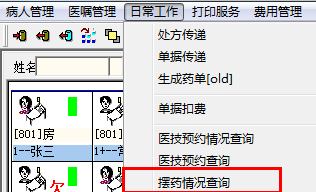 病人管理 医嘱管理 日常工作 打印服务 费用管理
处方传递
单据传递
生成药单[old]
单据扣费
医技预约情况查询
医技预约查询
摆药情况查询
姓名
[801]房 [80
1--张三 1--
欠